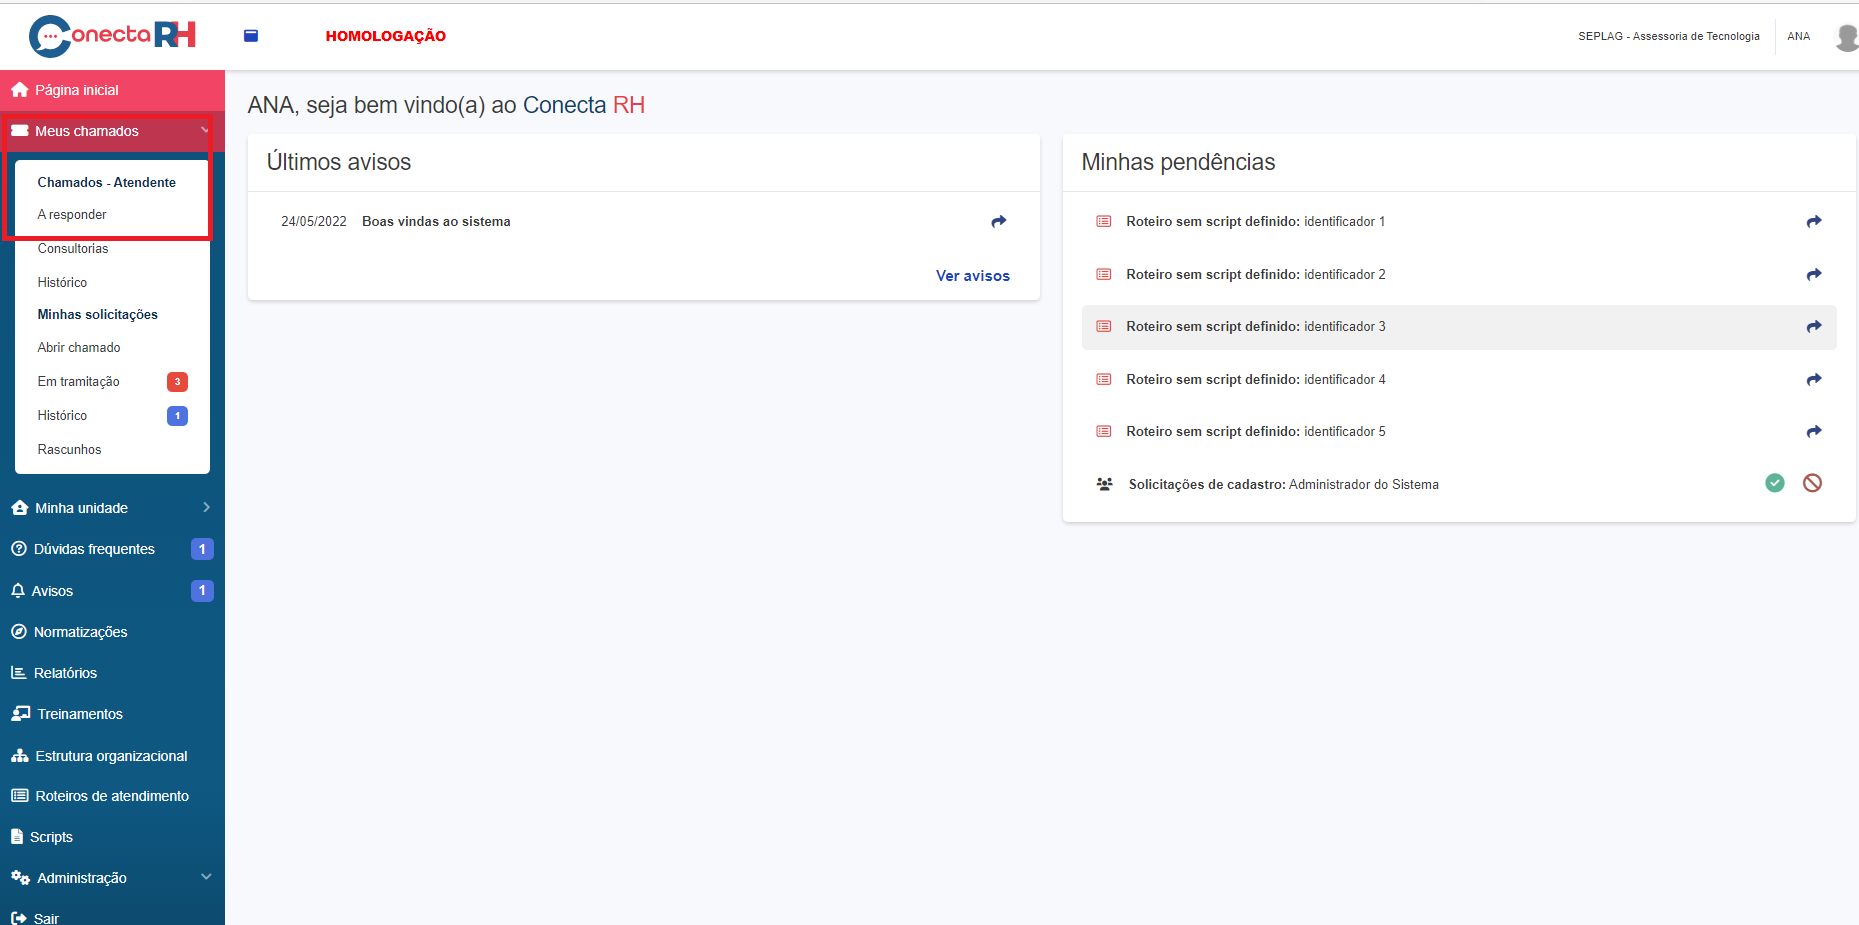 Conecta RH
HOMOLOGAÇÃO
SEPLAG - Assessoria de Tecnologia
ANA
Página inicial
Meus chamados
Chamados - Atendente
A responder
Consultorias
Histórico
Minhas solicitações
Abrir chamado
Em tramitação 3
Histórico 1
Rascunhos
Minha unidade
Dúvidas frequentes 1
Avisos 1
Normatizações
Relatórios
Treinamentos
Estrutura organizacional
Roteiros de atendimento
Scripts
Administração
Sair
ANA, seja bem vindo(a) ao Conecta RH
Últimos avisos
24/05/2022 Boas vindas ao sistema
Ver avisos
Minhas pendências
Roteiro sem script definido: identificador 1
Roteiro sem script definido: identificador 2
Roteiro sem script definido: identificador 3
Roteiro sem script definido: identificador 4
Roteiro sem script definido: identificador 5
Solicitações de cadastro: Administrador do Sistema